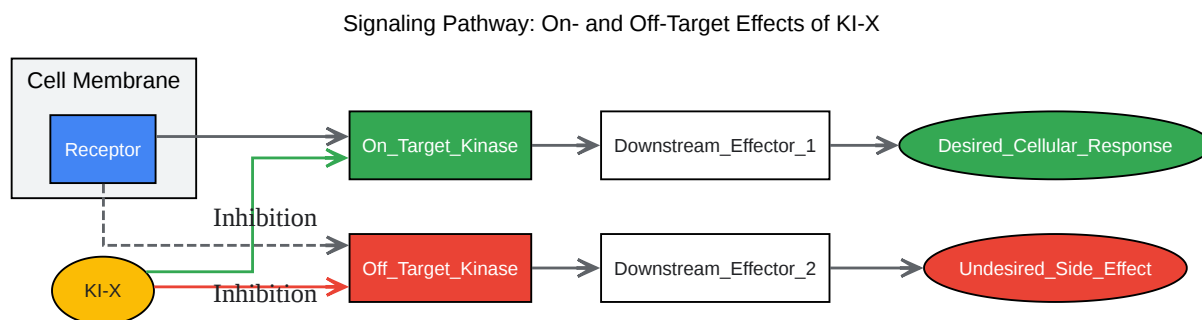 Signaling Pathway: On- and Off-Target Effects of KI-X
Cell Membrane
Receptor
On_Target_Kinase
Downstream_Effector_1
Desired_Cellular_Response
Inhibition
Off_Target_Kinase
Downstream_Effector_2
Undesired_Side_Effect
KI-X
Inhibition